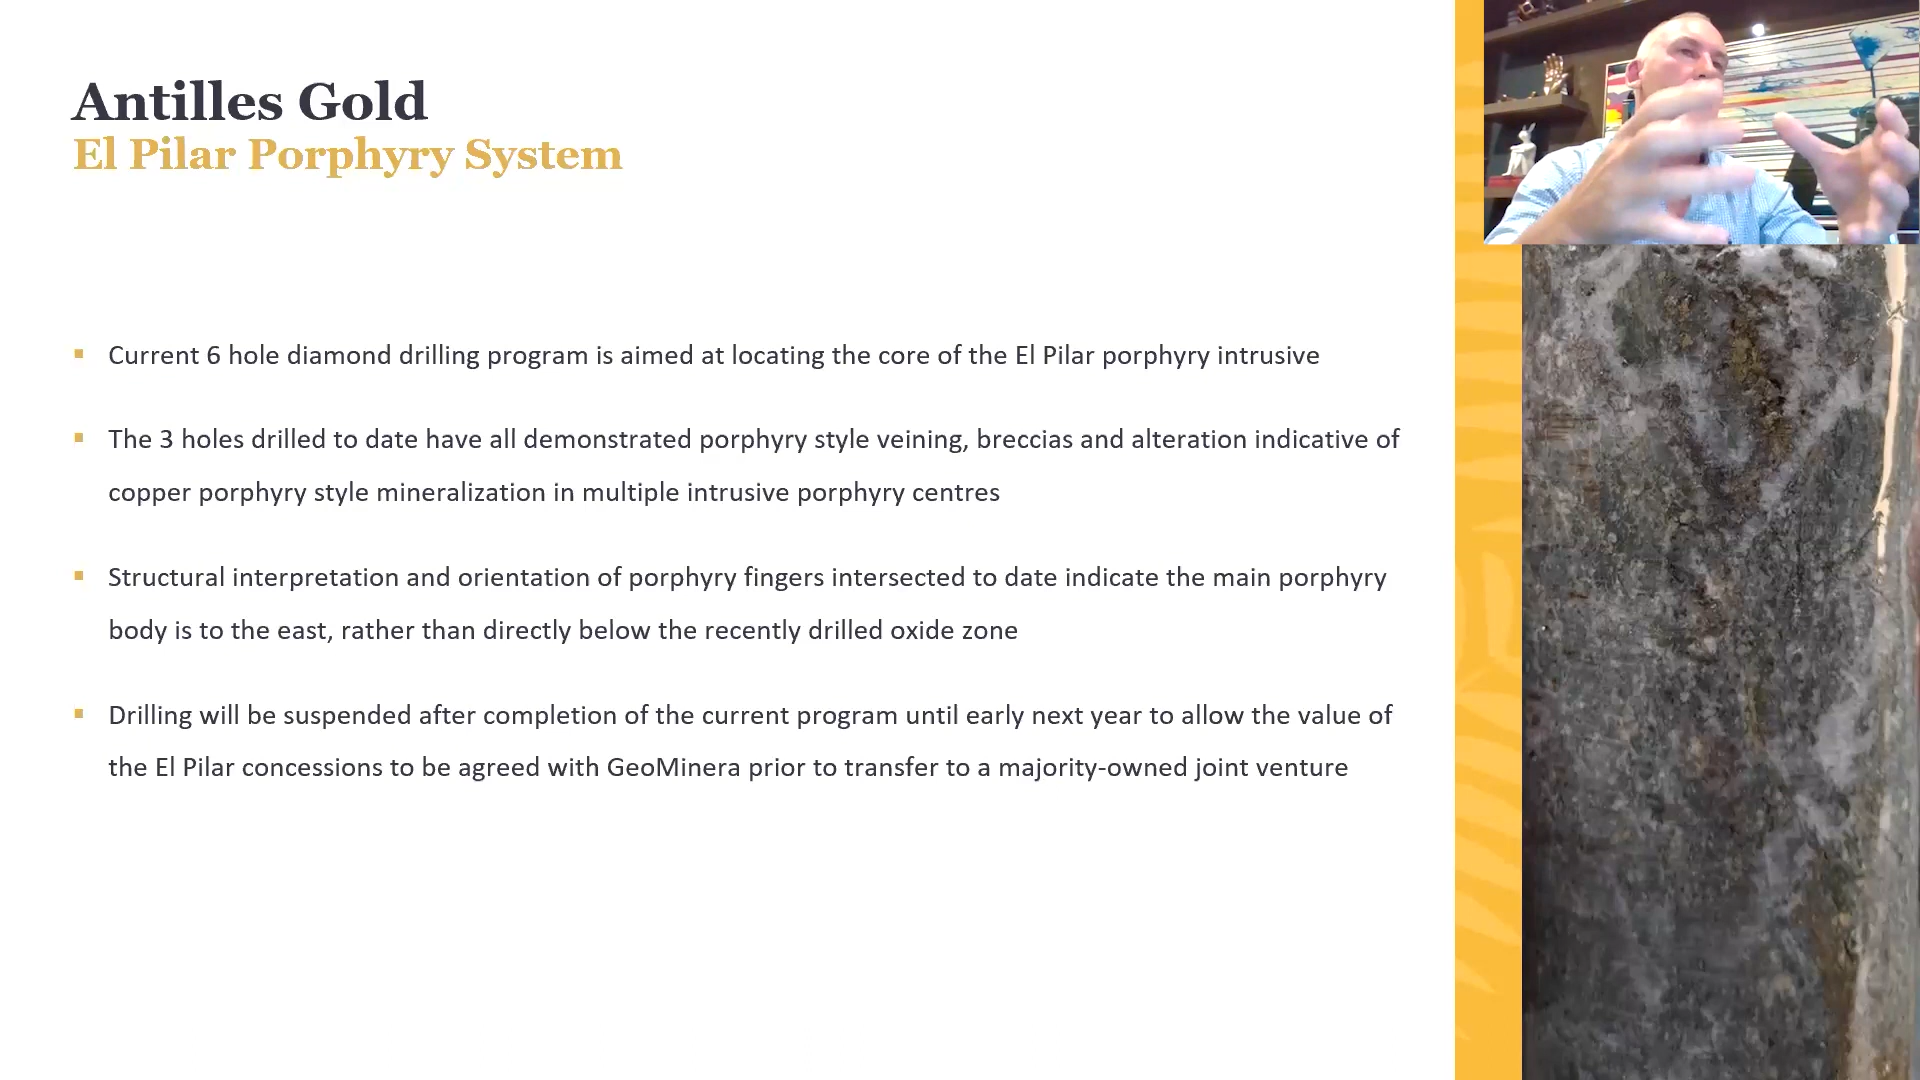 Antilles Gold
El Pilar Porphyry System
▪ Current 6 hole diamond drilling program is aimed at locating the core of the El Pilar porphyry intrusive
▪ The 3 holes drilled to date have all demonstrated porphyry style veining, breccias and alteration indicative of
copper porphyry style mineralization in multiple intrusive porphyry centres
▪ Structural interpretation and orientation of porphyry fingers intersected to date indicate the main porphyry
body is to the east, rather than directly below the recently drilled oxide zone
▪ Drilling will be suspended after completion of the current program until early next year to allow the value of
the El Pilar concessions to be agreed with GeoMinera prior to transfer to a majority-owned joint venture